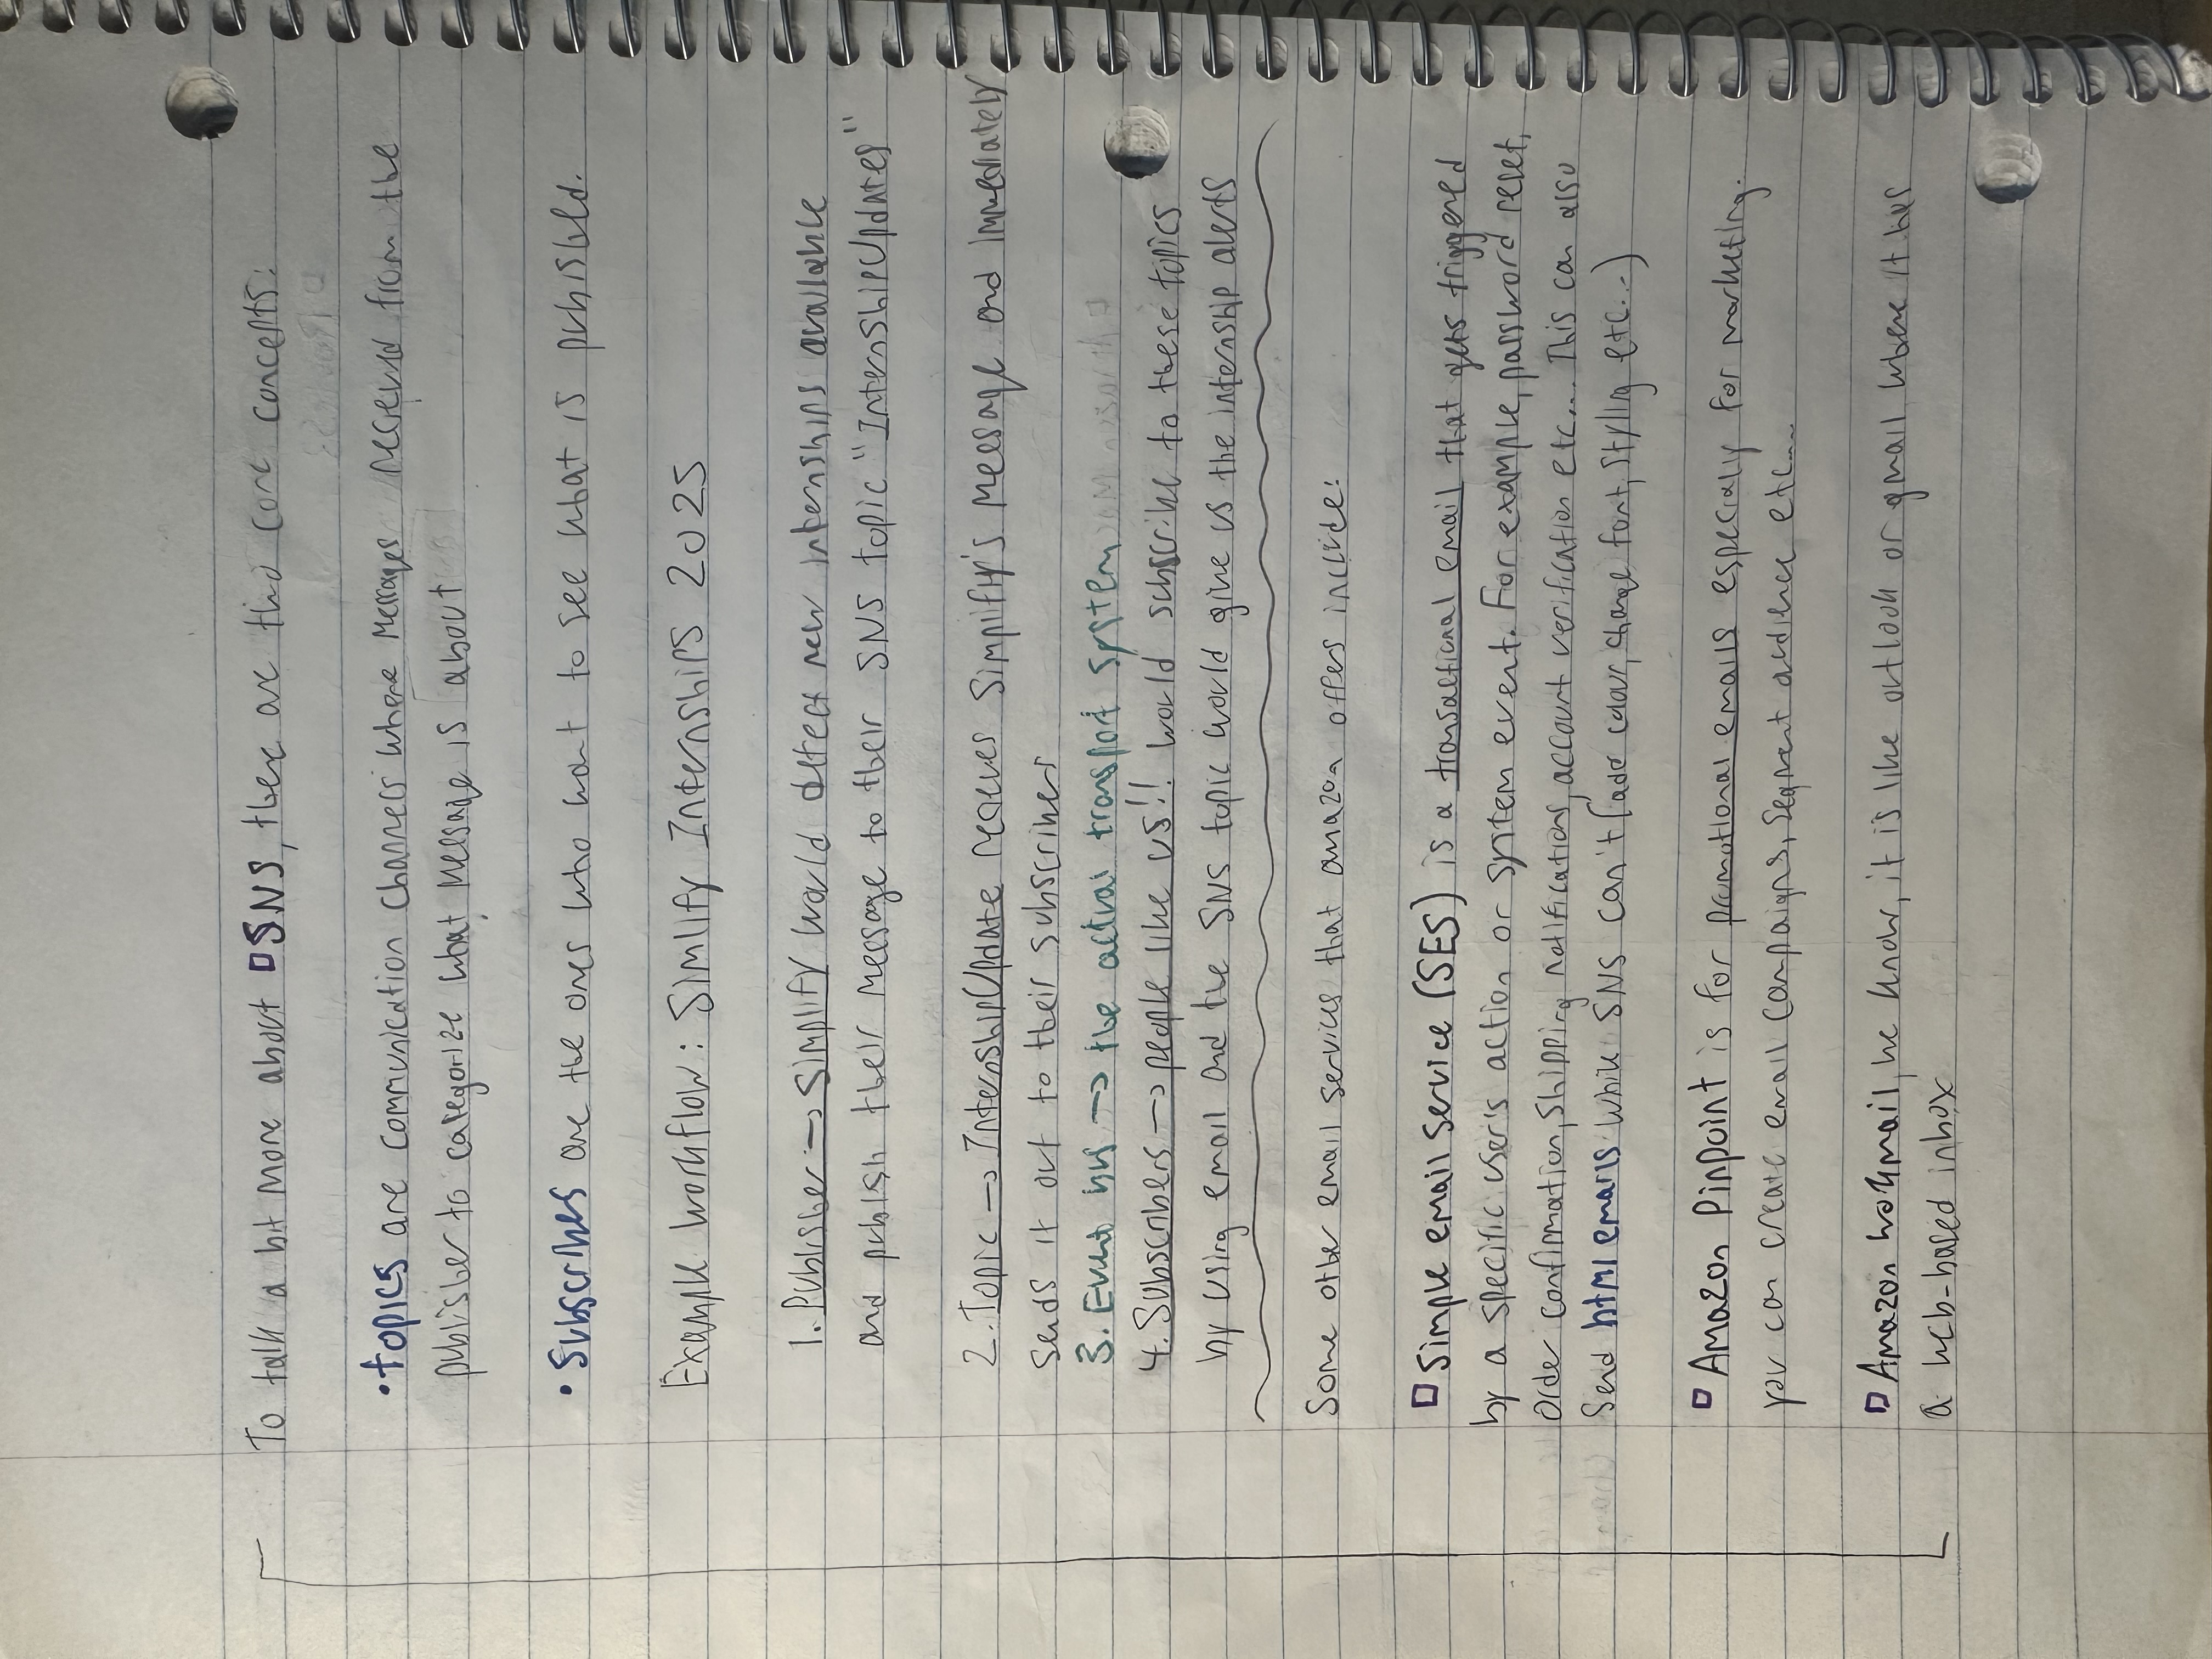 To talk a bit more about SNS, there are two core concepts:
• topics are communication channels where messages recieved from the
publisher to categorize what message is about
• Subscribes are the ones who want to see what is published.
Example workflow: Simlify Internships 2025
1. Publisher → Simplify would detect new internships available
and publish their message to their SNS topic "InternshipUpdates"
2. Topic → InternshipUpdate recieves Simplify's message and immediately
sends it out to their subscribers
3. Event bus → the actual transport system
4. Subscribers → people like us!! would subscribe to these topics
by using email and the SNS topic would give us the internship alerts
Some other email services that amazon offers include:
Simple email service (SES) is a transactional email that gets triggered
by a specific user's action or system event. For example, password reset,
order confirmation, shipping notifications, account verification etc... This can also
send html emails while SNS can't (add colour, change font, styling etc...)
Amazon Pinpoint is for promotional emails especially for marketing.
you can create email campaigns, segment audience etc...
Amazon workmail, we know, it is like outlook or gmail where it has
a web-based inbox